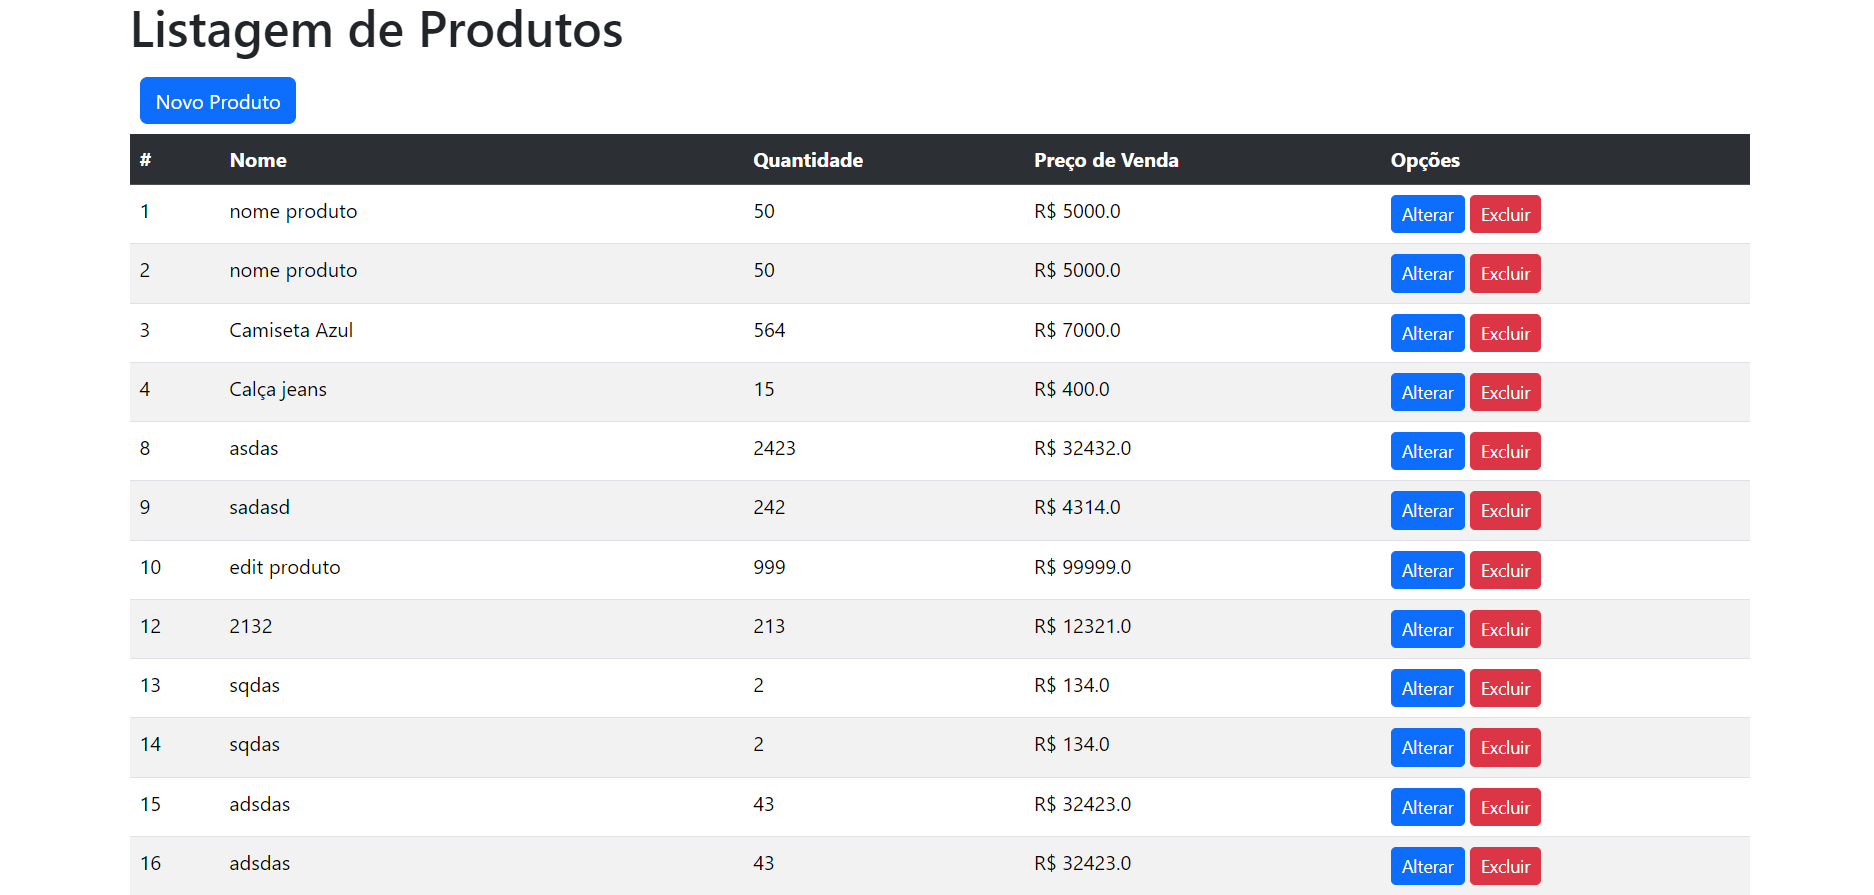 Listagem de Produtos
Novo Produto
# Nome Quantidade Preço de Venda Opções
1 nome produto 50 R$ 5000.0 Alterar Excluir
2 nome produto 50 R$ 5000.0 Alterar Excluir
3 Camiseta Azul 564 R$ 7000.0 Alterar Excluir
4 Calça jeans 15 R$ 400.0 Alterar Excluir
8 asdas 2423 R$ 32432.0 Alterar Excluir
9 sadasd 242 R$ 4314.0 Alterar Excluir
10 edit produto 999 R$ 99999.0 Alterar Excluir
12 2132 213 R$ 12321.0 Alterar Excluir
13 sqdas 2 R$ 134.0 Alterar Excluir
14 sqdas 2 R$ 134.0 Alterar Excluir
15 adsdas 43 R$ 32423.0 Alterar Excluir
16 adsdas 43 R$ 32423.0 Alterar Excluir